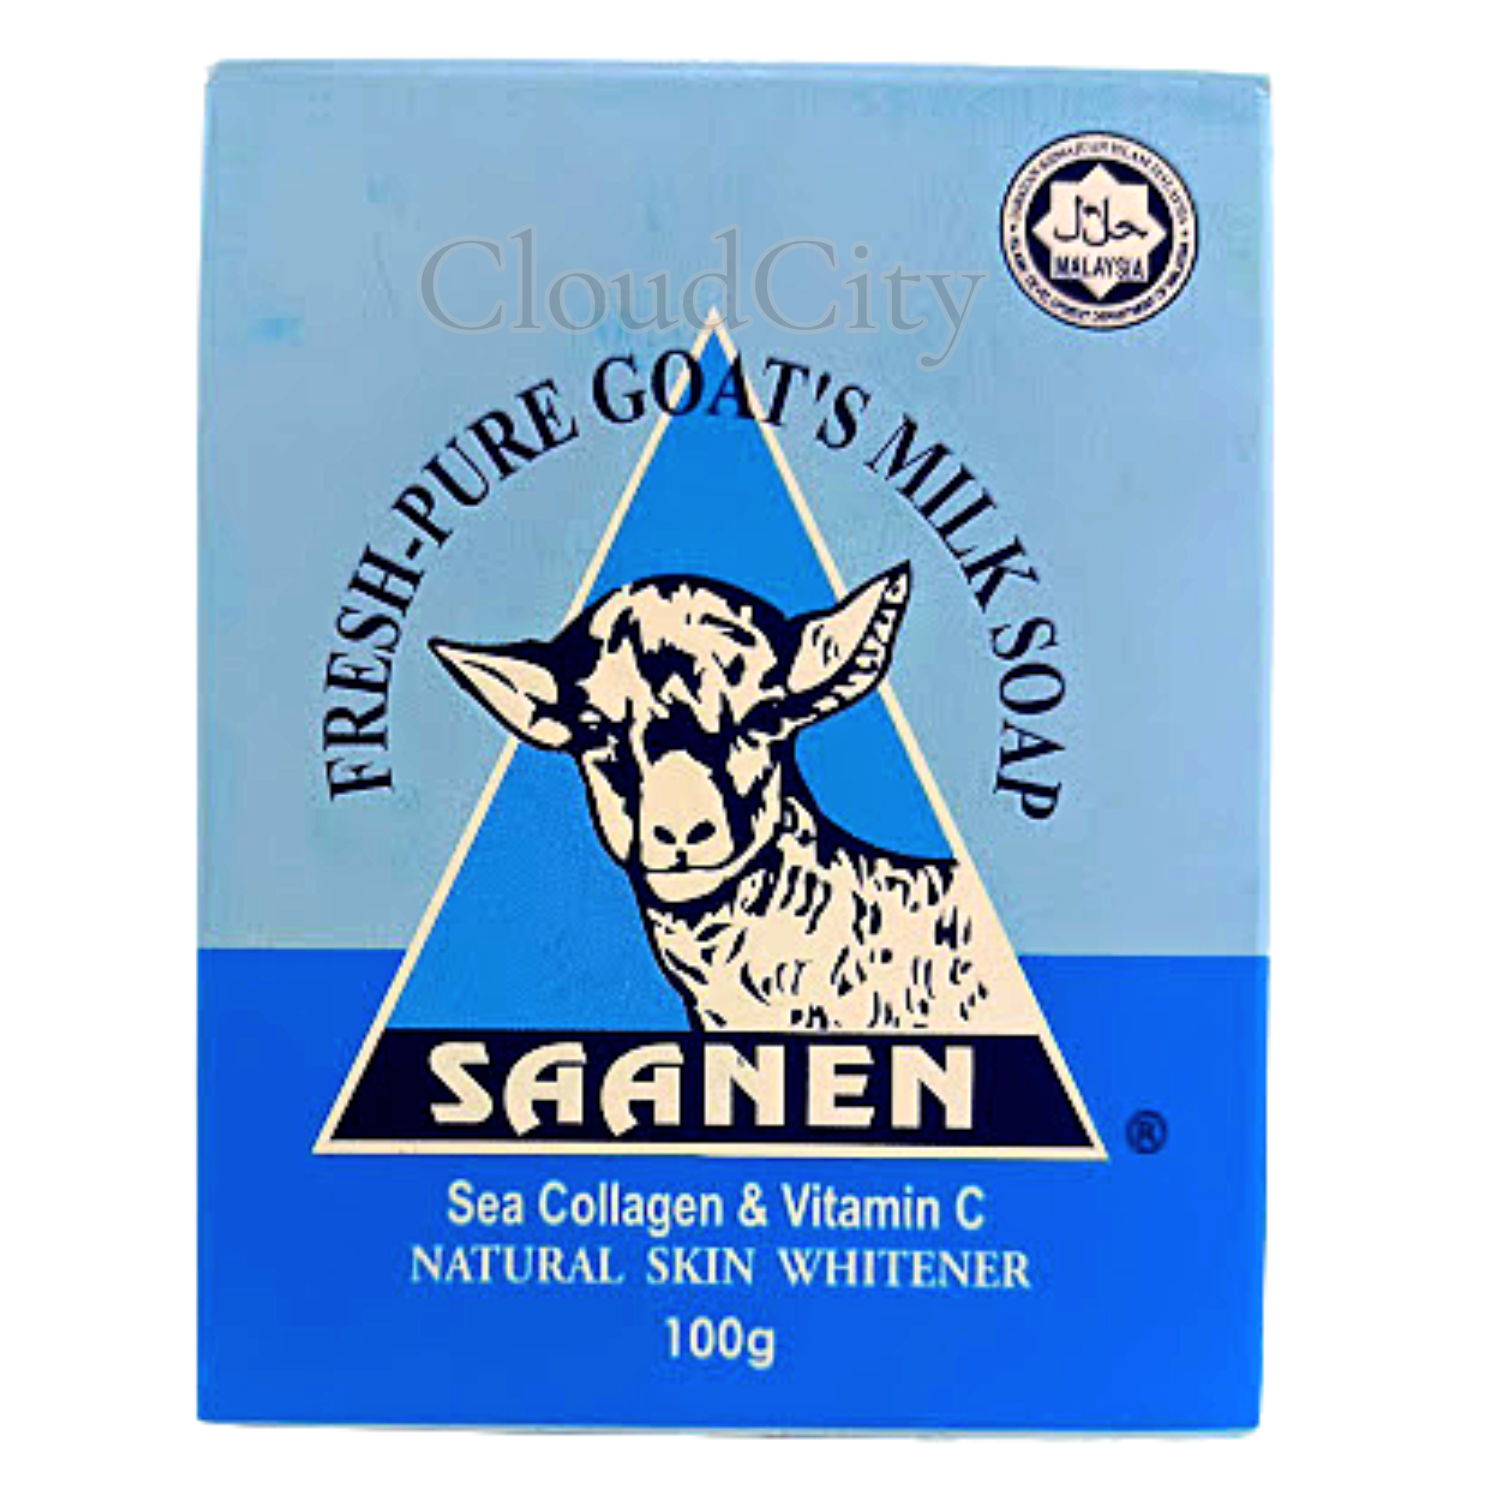 CloudCity
حلال
MALAYSIA
FRESH-PURE GOAT'S MILK SOAP
SAANEN
®
Sea Collagen & Vitamin C
NATURAL SKIN WHITENER
100g